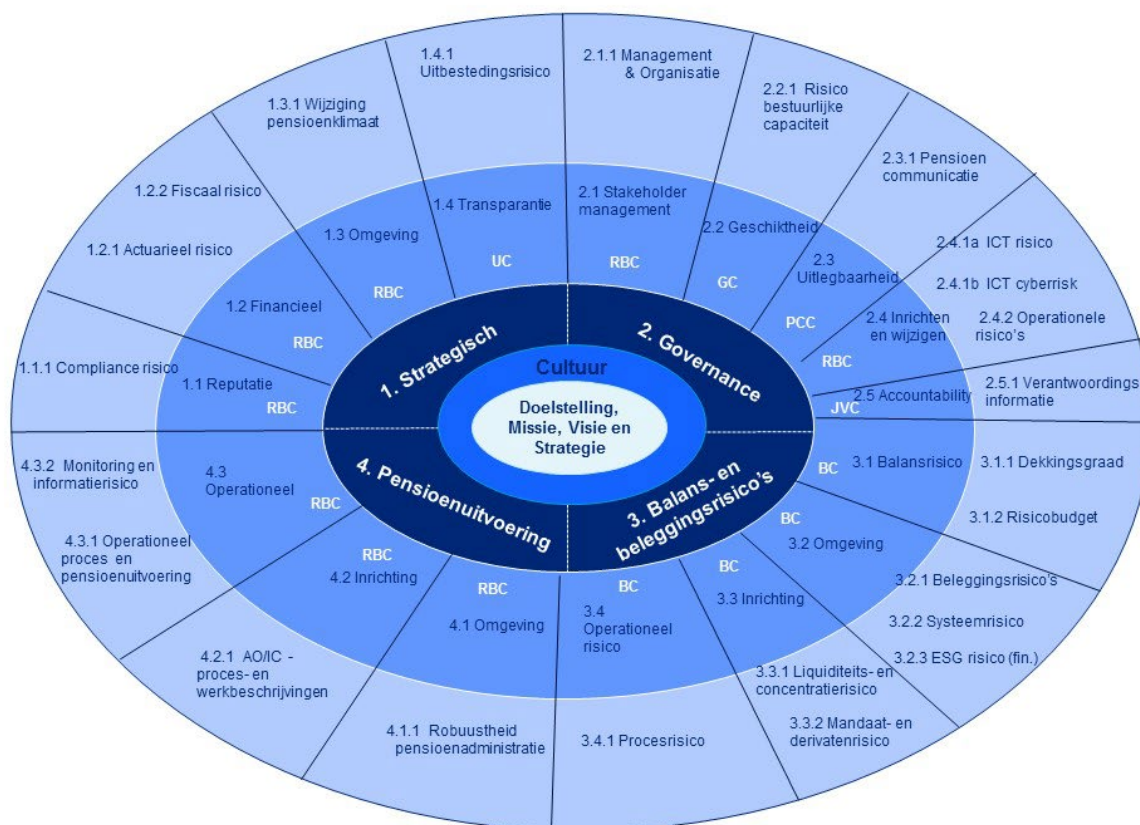 1.4.1
Uitbestedingsrisico
2.1.1 Management
& Organisatie
2.2.1 Risico
bestuurlijke
capaciteit
1.3.1 Wijziging
pensioenklimaat
2.3.1 Pensioen
communicatie
1.2.2 Fiscaal risico
1.2.1 Actuarieel risico
1.1.1 Compliance risico
2.4.1a ICT risico
2.4.1b ICT cyberrisk
2.4.2 Operationele
risico's
2.5.1 Verantwoordings
informatie
1.4 Transparantie
UC
2.1 Stakeholder
management
RBC
2.2 Geschiktheid
GC
1.3 Omgeving
RBC
2.3
Uitlegbaarheid
PCC
1.2 Financieel
RBC
2.4 Inrichten
en wijzigen
RBC
1.1 Reputatie
RBC
2.5 Accountability
JVC
1. Strategisch
2. Governance
Cultuur
Doelstelling,
Missie, Visie en
Strategie
4. Pensioenuitvoering
3. Balans- en
beleggingsrisico's
4.3
Operationeel
RBC
BC
3.1 Balansrisico
BC
3.2 Omgeving
RBC
4.2 Inrichting
BC
3.3 Inrichting
RBC
4.1 Omgeving
BC
3.4
Operationeel
risico
4.3.2 Monitoring en
informatierisico
4.3.1 Operationeel
proces en
pensioenuitvoering
4.2.1 AO/IC -
proces- en
werkbeschrijvingen
4.1.1 Robuustheid
pensioenadministratie
3.4.1 Procesrisico
3.1.1 Dekkingsgraad
3.1.2 Risicobudget
3.2.1 Beleggingsrisico's
3.2.2 Systeemrisico
3.2.3 ESG risico (fin.)
3.3.1 Liquiditeits- en
concentratierisico
3.3.2 Mandaat- en
derivatenrisico